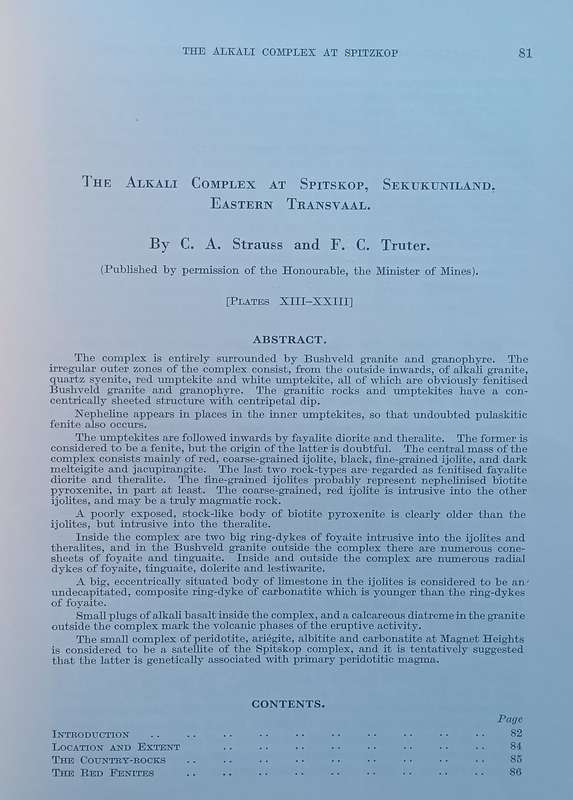 THE ALKALI COMPLEX AT SPITZKOP 81
THE ALKALI COMPLEX AT SPITSKOP, SEKUKUNILAND,
EASTERN TRANSVAAL.
By C. A. Strauss and F. C. Truter.
(Published by permission of the Honourable, the Minister of Mines).
[PLATES XIII–XXIII]
ABSTRACT.
The complex is entirely surrounded by Bushveld granite and granophyre. The
irregular outer zones of the complex consist, from the outside inwards, of alkali granite,
quartz syenite, red umptekite and white umptekite, all of which are obviously fenitised
Bushveld granite and granophyre. The granitic rocks and umptekites have a con-
centrically sheeted structure with centripetal dip.
Nepheline appears in places in the inner umptekites, so that undoubted pulaskitic
fenite also occurs.
The umptekites are followed inwards by fayalite diorite and theralite. The former is
considered to be a fenite, but the origin of the latter is doubtful. The central mass of the
complex consists mainly of red, coarse-grained ijolite, black, fine-grained ijolite, and dark
melteigite and jacupirangite. The last two rock-types are regarded as fenitised fayalite
diorite and theralite. The fine-grained ijolites probably represent nephelinised biotite
pyroxenite, in part at least. The coarse-grained, red ijolite is intrusive into the other
ijolites, and may be a truly magmatic rock.
A poorly exposed, stock-like body of biotite pyroxenite is clearly older than the
ijolites, but intrusive into the theralite.
Inside the complex are two big ring-dykes of foyaite intrusive into the ijolites and
theralites, and in the Bushveld granite outside the complex there are numerous cone-
sheets of foyaite and tinguaite. Inside and outside the complex are numerous radial
dykes of foyaite, tinguaite, dolerite and lestiwarite.
A big, eccentrically situated body of limestone in the ijolites is considered to be an
undecapitated, composite ring-dyke of carbonatite which is younger than the ring-dykes
of foyaite.
Small plugs of alkali basalt inside the complex, and a calcareous diatreme in the granite
outside the complex mark the volcanic phases of the eruptive activity.
The small complex of peridotite, ariégite, albitite and carbonatite at Magnet Heights
is considered to be a satellite of the Spitskop complex, and it is tentatively suggested
that the latter is genetically associated with primary peridotitic magma.
CONTENTS.
Page
INTRODUCTION .. .. .. .. .. .. .. .. .. .. 82
LOCATION AND EXTENT .. .. .. .. .. .. .. .. 84
THE COUNTRY-ROCKS .. .. .. .. .. .. .. .. .. 85
THE RED FENITES .. .. .. .. .. .. .. .. .. 86